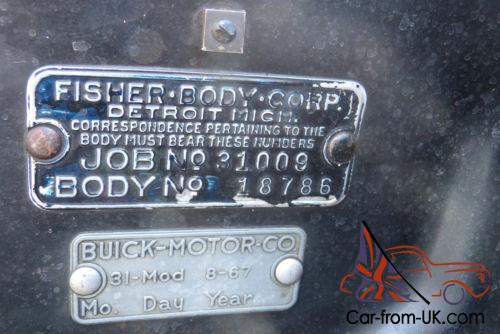 FISHER·BODY·CORP.
DETROIT MICH.
CORRESPONDENCE PERTAINING TO THE
BODY MUST BEAR THESE NUMBERS
JOB No 31009
BODY No 18786
BUICK-MOTOR-CO
31-Mod 8-67
Mo. Day Year
Car-from-UK.com